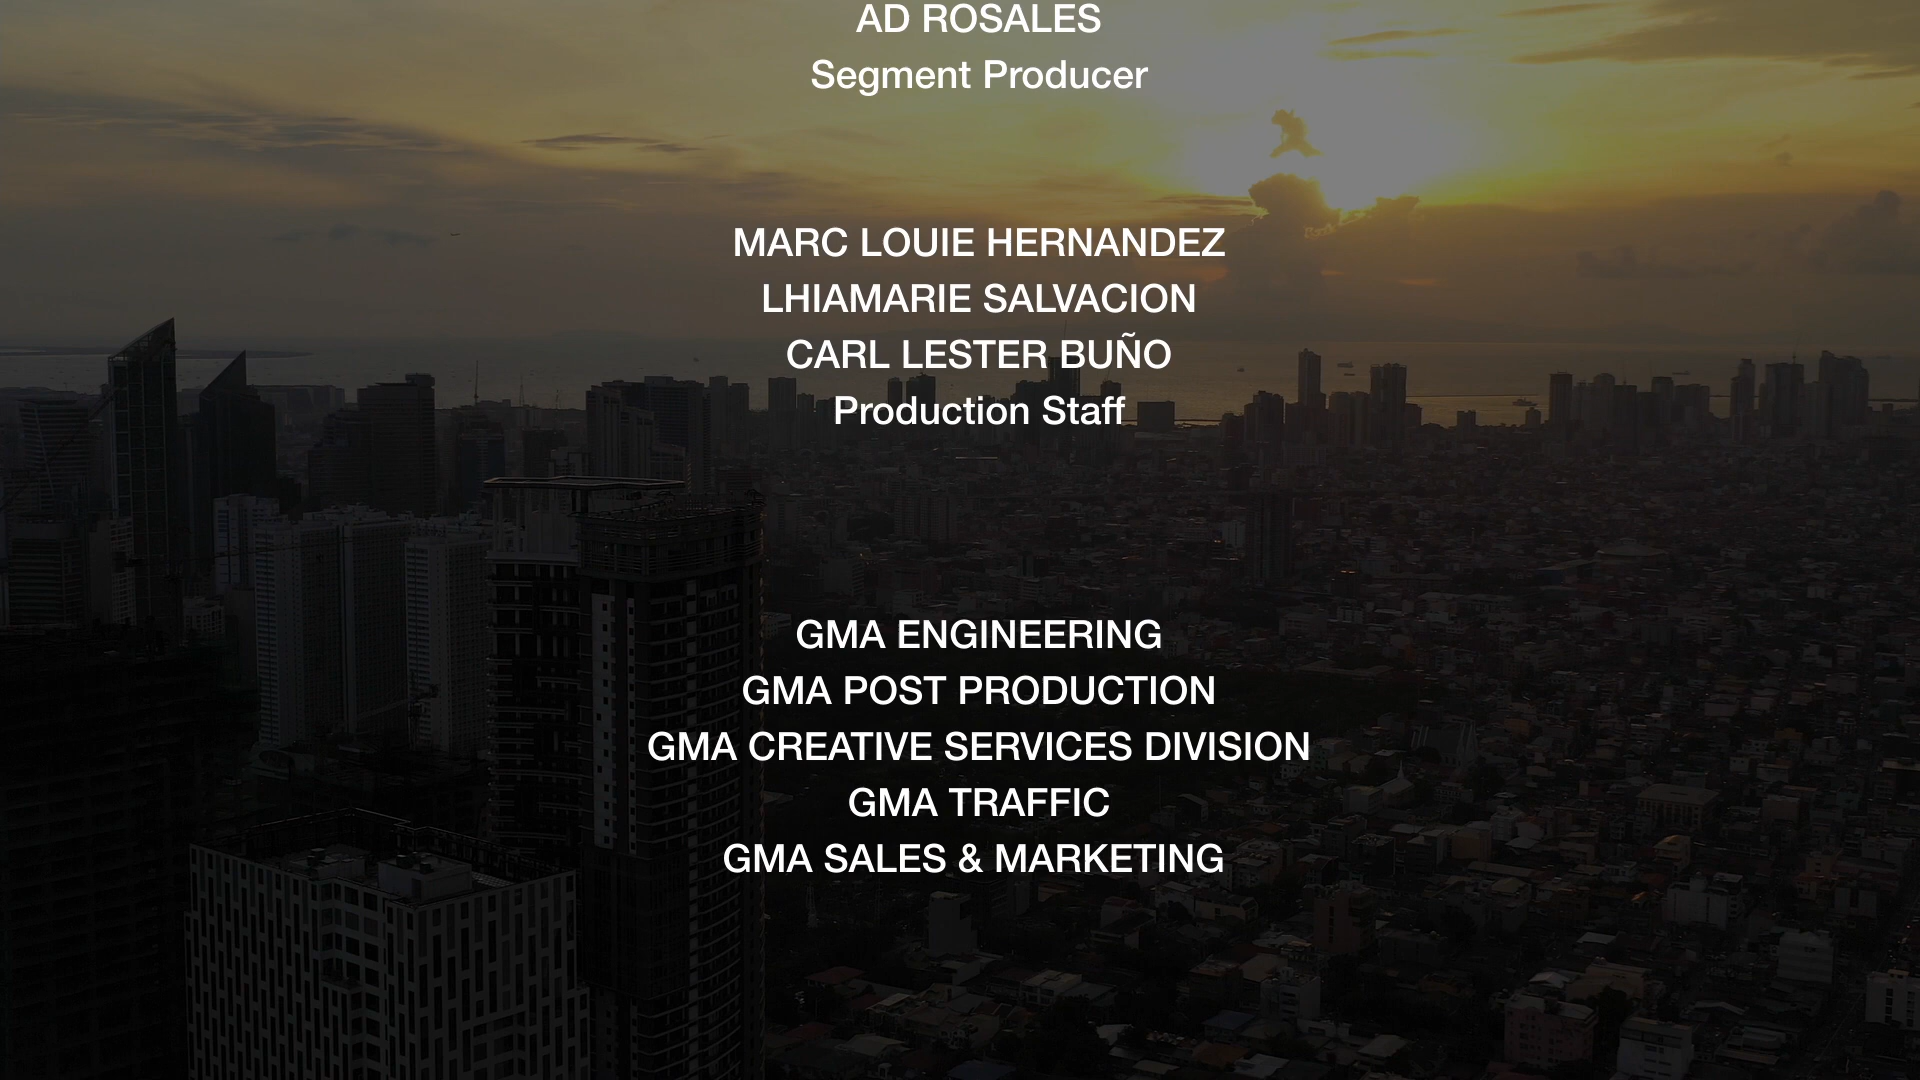 AD ROSALES
Segment Producer
MARC LOUIE HERNANDEZ
LHIAMARIE SALVACION
CARL LESTER BUÑO
Production Staff
GMA ENGINEERING
GMA POST PRODUCTION
GMA CREATIVE SERVICES DIVISION
GMA TRAFFIC
GMA SALES & MARKETING